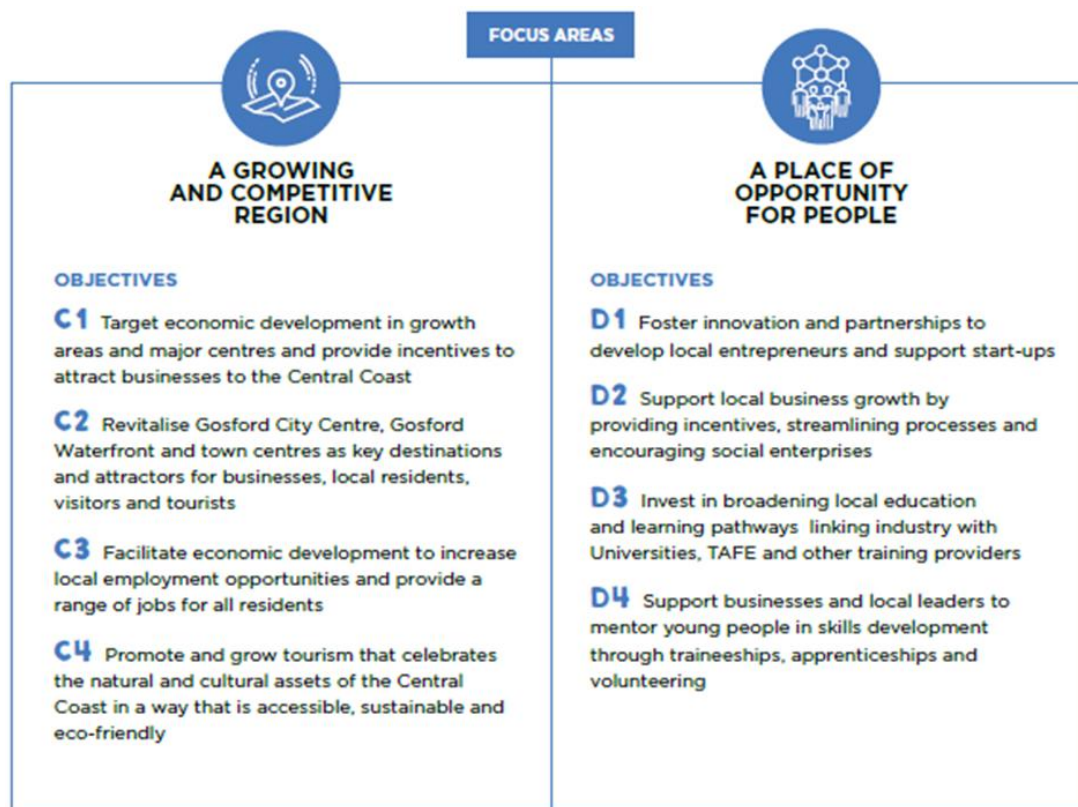 FOCUS AREAS
A GROWING
AND COMPETITIVE
REGION
OBJECTIVES
C1 Target economic development in growth
areas and major centres and provide incentives to
attract businesses to the Central Coast
C2 Revitalise Gosford City Centre, Gosford
Waterfront and town centres as key destinations
and attractors for businesses, local residents,
visitors and tourists
C3 Facilitate economic development to increase
local employment opportunities and provide a
range of jobs for all residents
C4 Promote and grow tourism that celebrates
the natural and cultural assets of the Central
Coast in a way that is accessible, sustainable and
eco-friendly
A PLACE OF
OPPORTUNITY
FOR PEOPLE
OBJECTIVES
D1 Foster innovation and partnerships to
develop local entrepreneurs and support start-ups
D2 Support local business growth by
providing incentives, streamlining processes and
encouraging social enterprises
D3 Invest in broadening local education
and learning pathways linking industry with
Universities, TAFE and other training providers
D4 Support businesses and local leaders to
mentor young people in skills development
through traineeships, apprenticeships and
volunteering